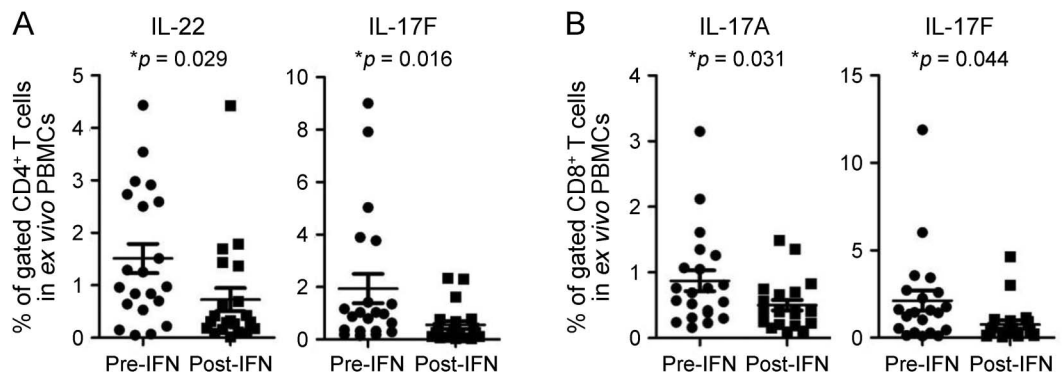 A
B
IL-22
*p = 0.029
IL-17F
*p = 0.016
IL-17A
*p = 0.031
IL-17F
*p = 0.044
% of gated CD4⁺ T cells
in ex vivo PBMCs
5
4
3
2
1
0
Pre-IFN Post-IFN
10
8
6
4
2
0
Pre-IFN Post-IFN
% of gated CD8⁺ T cells
in ex vivo PBMCs
4
3
2
1
0
Pre-IFN Post-IFN
15
10
5
0
Pre-IFN Post-IFN